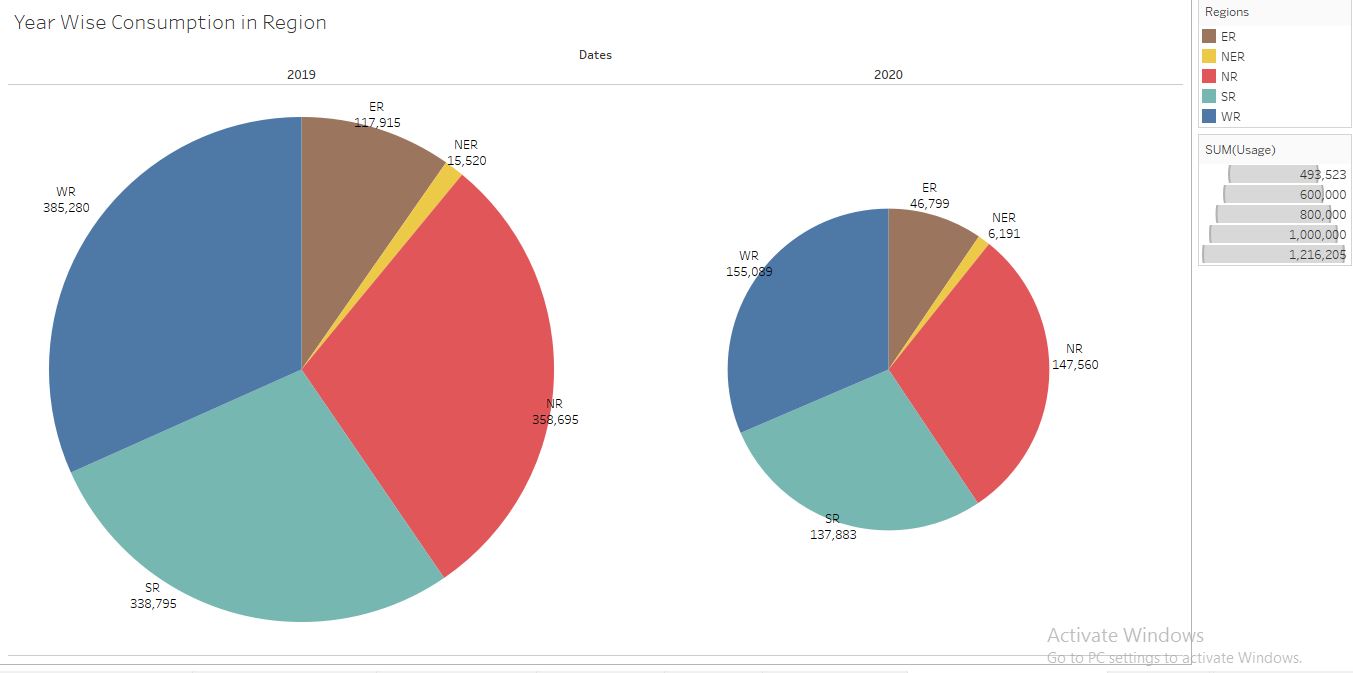 Year Wise Consumption in Region
Dates
2019
2020
ER
117,915
NER
15,520
NR
358,695
SR
338,795
WR
385,280
ER
46,799
NER
6,191
NR
147,560
SR
137,883
WR
155,089
Regions
ER
NER
NR
SR
WR
SUM(Usage)
493,523
600,000
800,000
1,000,000
1,216,205
Activate Windows
Go to PC settings to activate Windows.